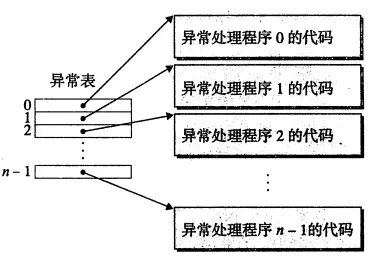 异常处理程序 0 的代码
异常表
0
1
2
异常处理程序 1 的代码
异常处理程序 2 的代码
⋮
n-1
⋮
异常处理程序 n-1的代码